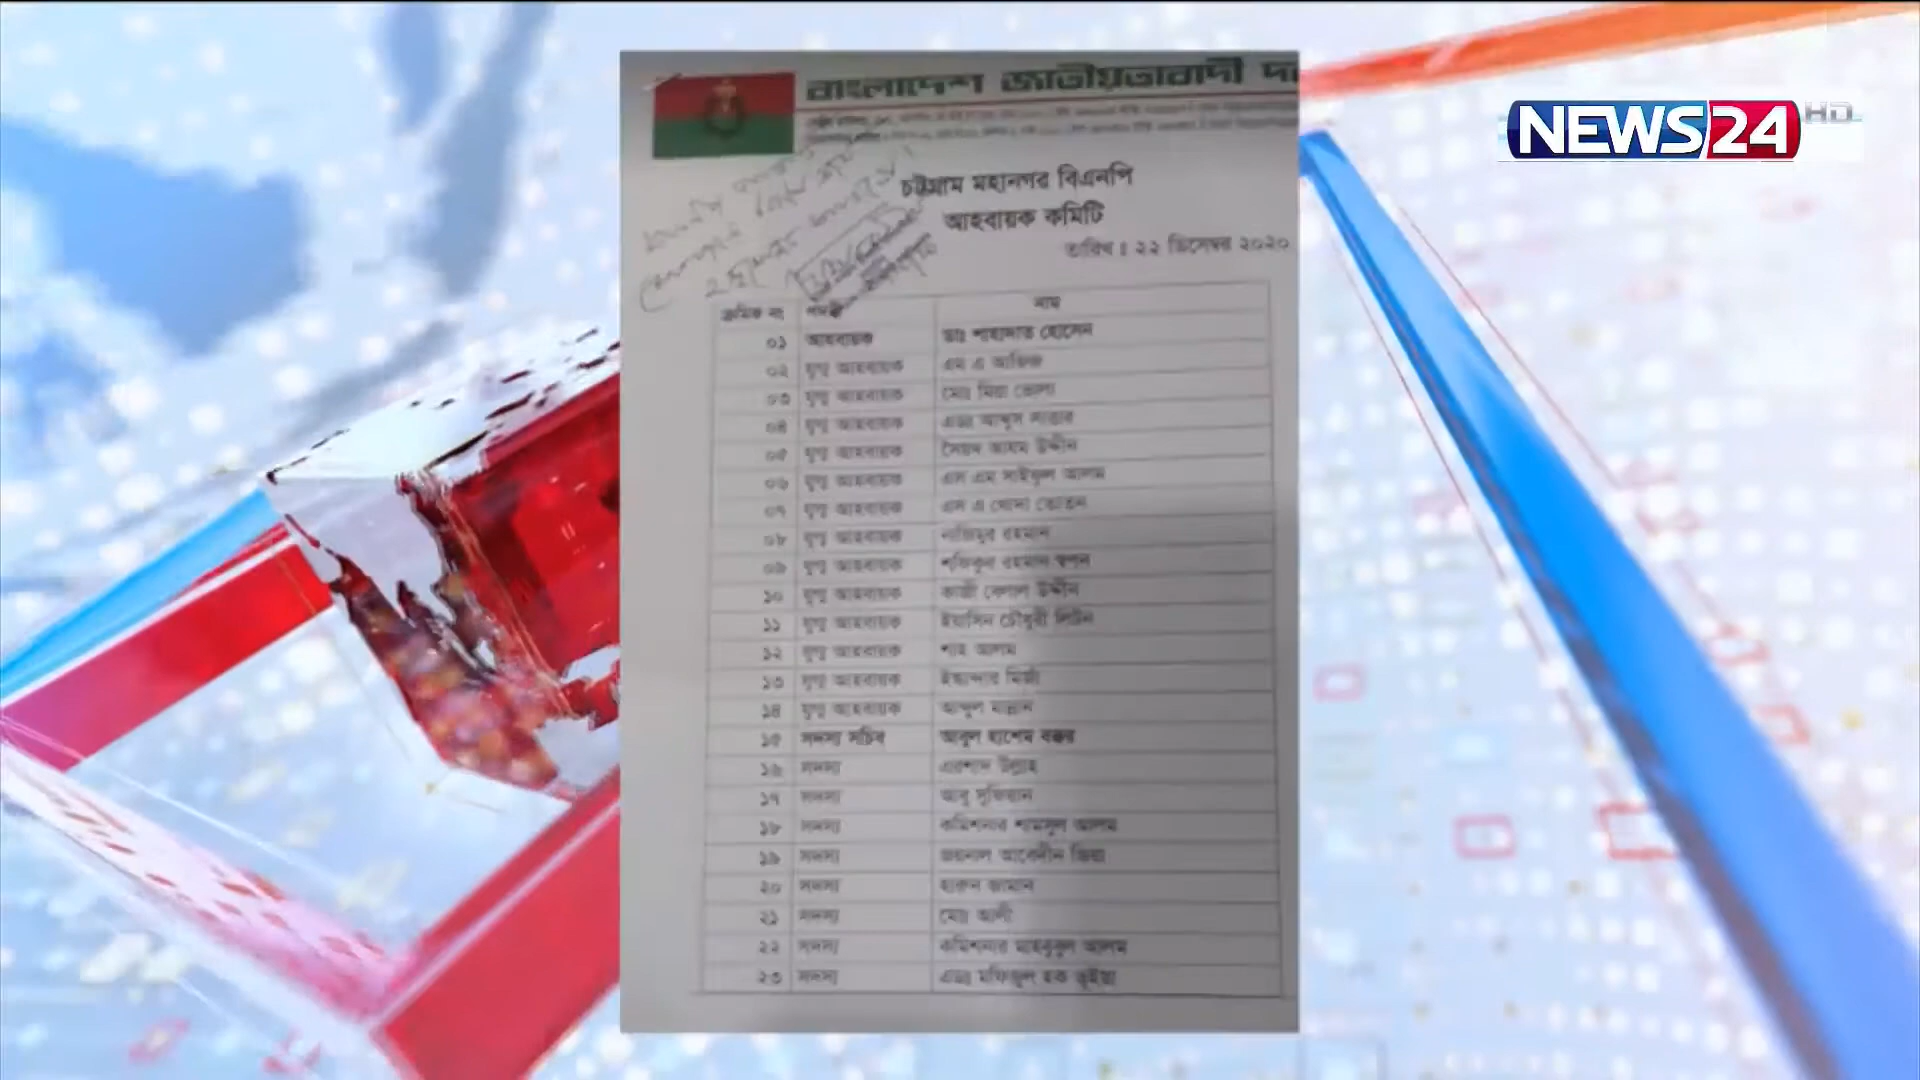 NEWS24 HD
বাংলাদেশ জাতীয়তাবাদী
চট্টগ্রাম মহানগর বিএনপি
আহবায়ক কমিটি
তারিখ : ২২ ডিসেম্বর ২০২০
ক্রমিক নং পদবী নাম
০১ আহবায়ক ডাঃ শাহাদাত হোসেন
০২ যুগ্ম আহবায়ক এম এ আজিজ
০৩ যুগ্ম আহবায়ক মোঃ মিয়া ভোলা
০৪ যুগ্ম আহবায়ক এডঃ আব্দুস সাত্তার
০৫ যুগ্ম আহবায়ক সৈয়দ আযম উদ্দীন
০৬ যুগ্ম আহবায়ক এস এম সাইফুল আলম
০৭ যুগ্ম আহবায়ক এস এ খোদা তোতন
০৮ যুগ্ম আহবায়ক নাজিমুর রহমান
০৯ যুগ্ম আহবায়ক শফিকুর রহমান স্বপন
১০ যুগ্ম আহবায়ক কাজী বেলাল উদ্দীন
১১ যুগ্ম আহবায়ক ইয়াসিন চৌধুরী লিটন
১২ যুগ্ম আহবায়ক শাহ আলম
১৩ যুগ্ম আহবায়ক ইস্কান্দার মির্জা
১৪ যুগ্ম আহবায়ক আব্দুল মান্নান
১৫ সদস্য সচিব আবুল হাশেম বক্কর
১৬ সদস্য এরশাদ উল্লাহ
১৭ সদস্য আবু সুফিয়ান
১৮ সদস্য কমিশনার শামসুল আলম
১৯ সদস্য জয়নাল আবেদীন জিয়া
২০ সদস্য হারুন জামান
২১ সদস্য মোঃ আলী
২২ সদস্য কমিশনার মাহবুবুল আলম
২৩ সদস্য এডঃ মফিজুল হক ভূঁইয়া